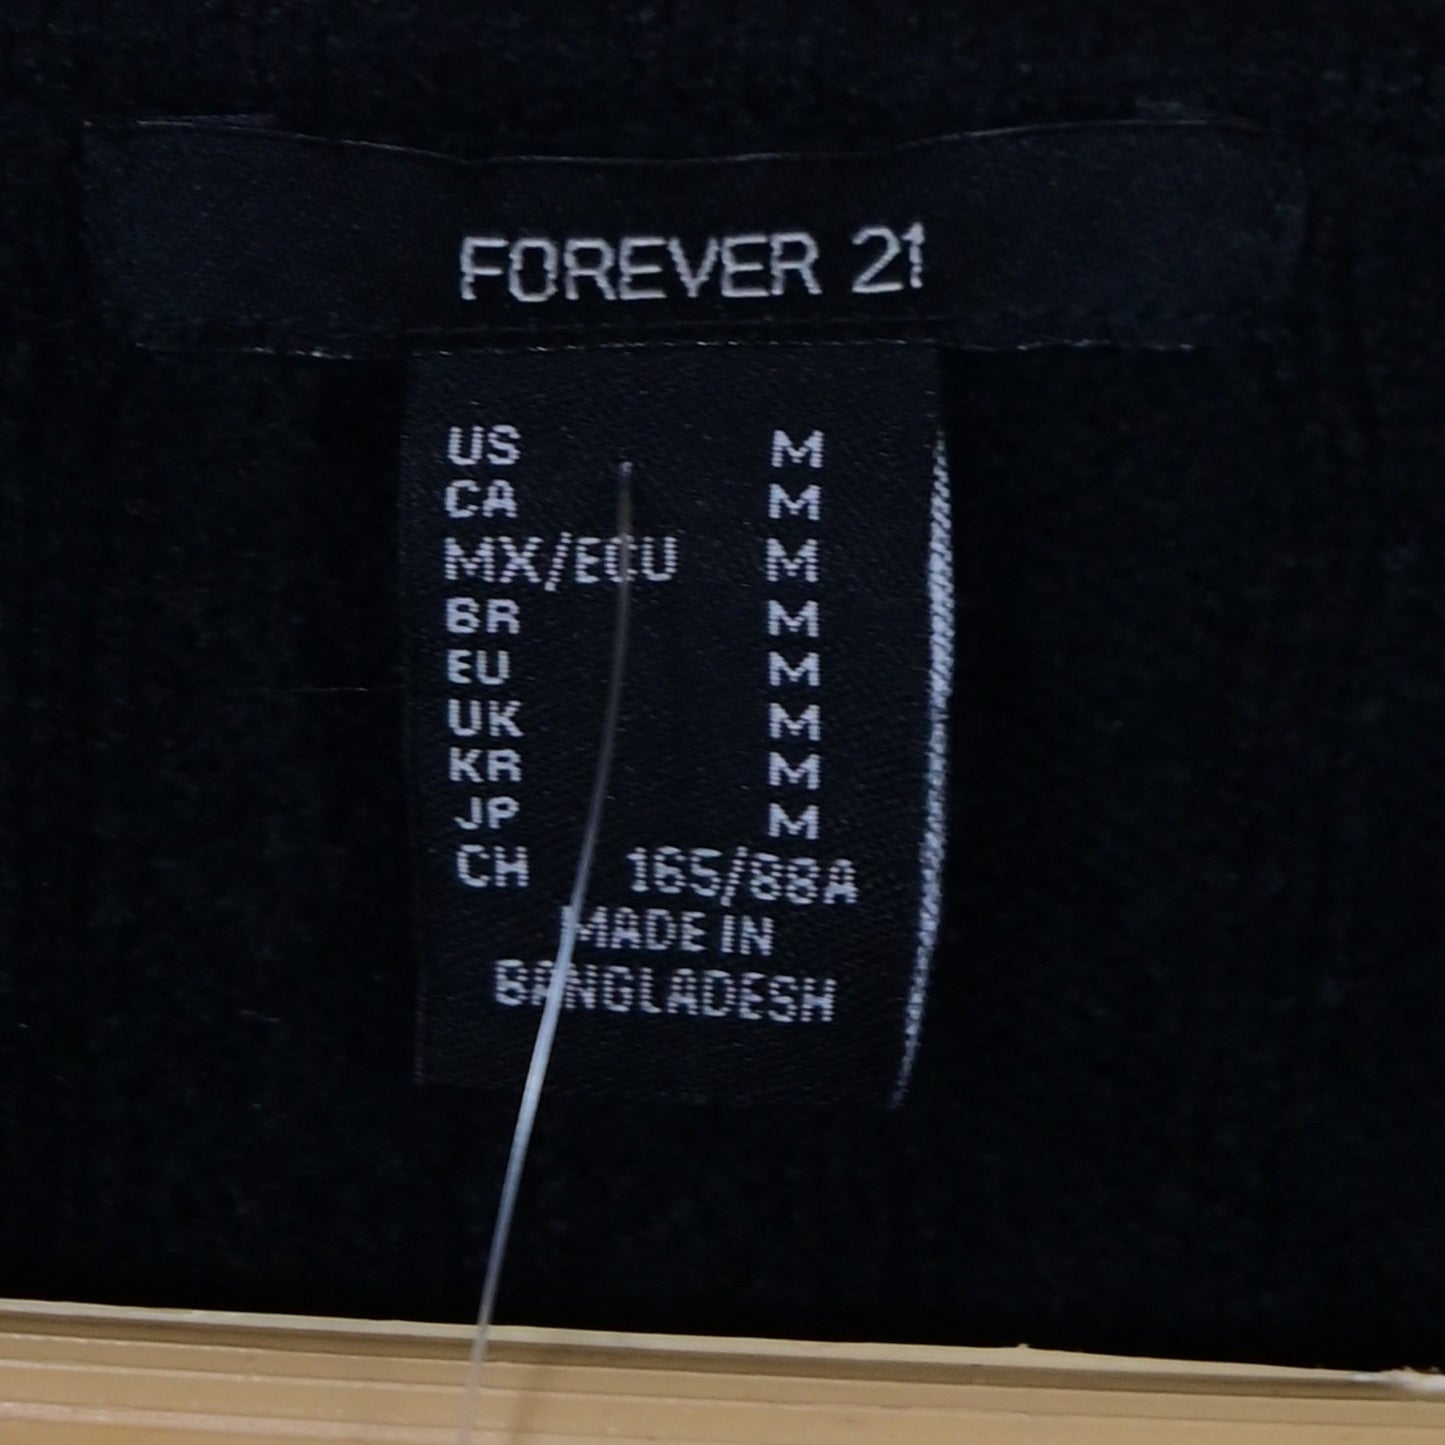 FOREVER 21
US M
CA M
MX/ECU M
BR M
EU M
UK M
KR M
JP M
CH 165/88A
MADE IN
BANGLADESH